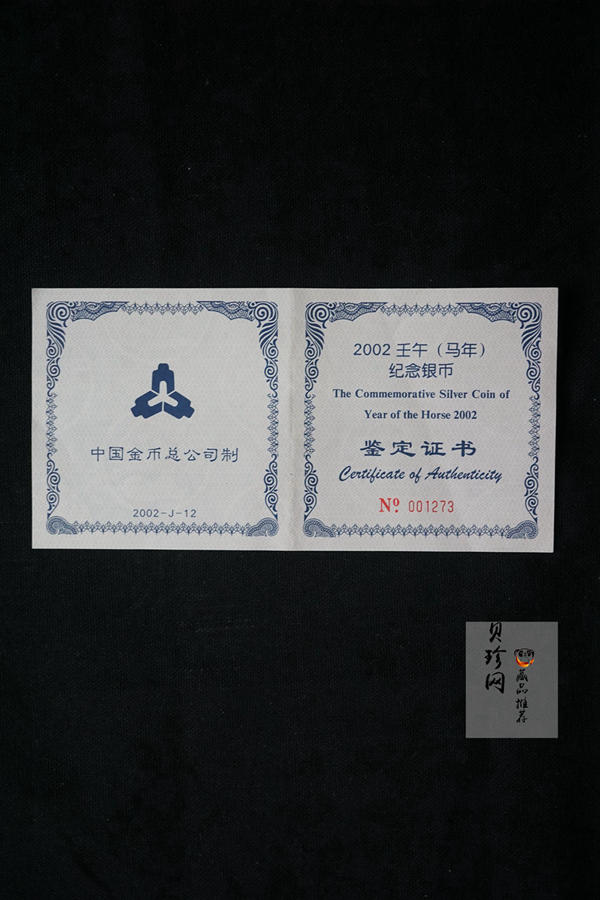 中国金币总公司制
2002-J-12
2002 壬午（马年）
纪念银币
The Commemorative Silver Coin of
Year of the Horse 2002
鉴定证书
Certificate of Authenticity
Nº 001273
贝珍网
藏品推荐